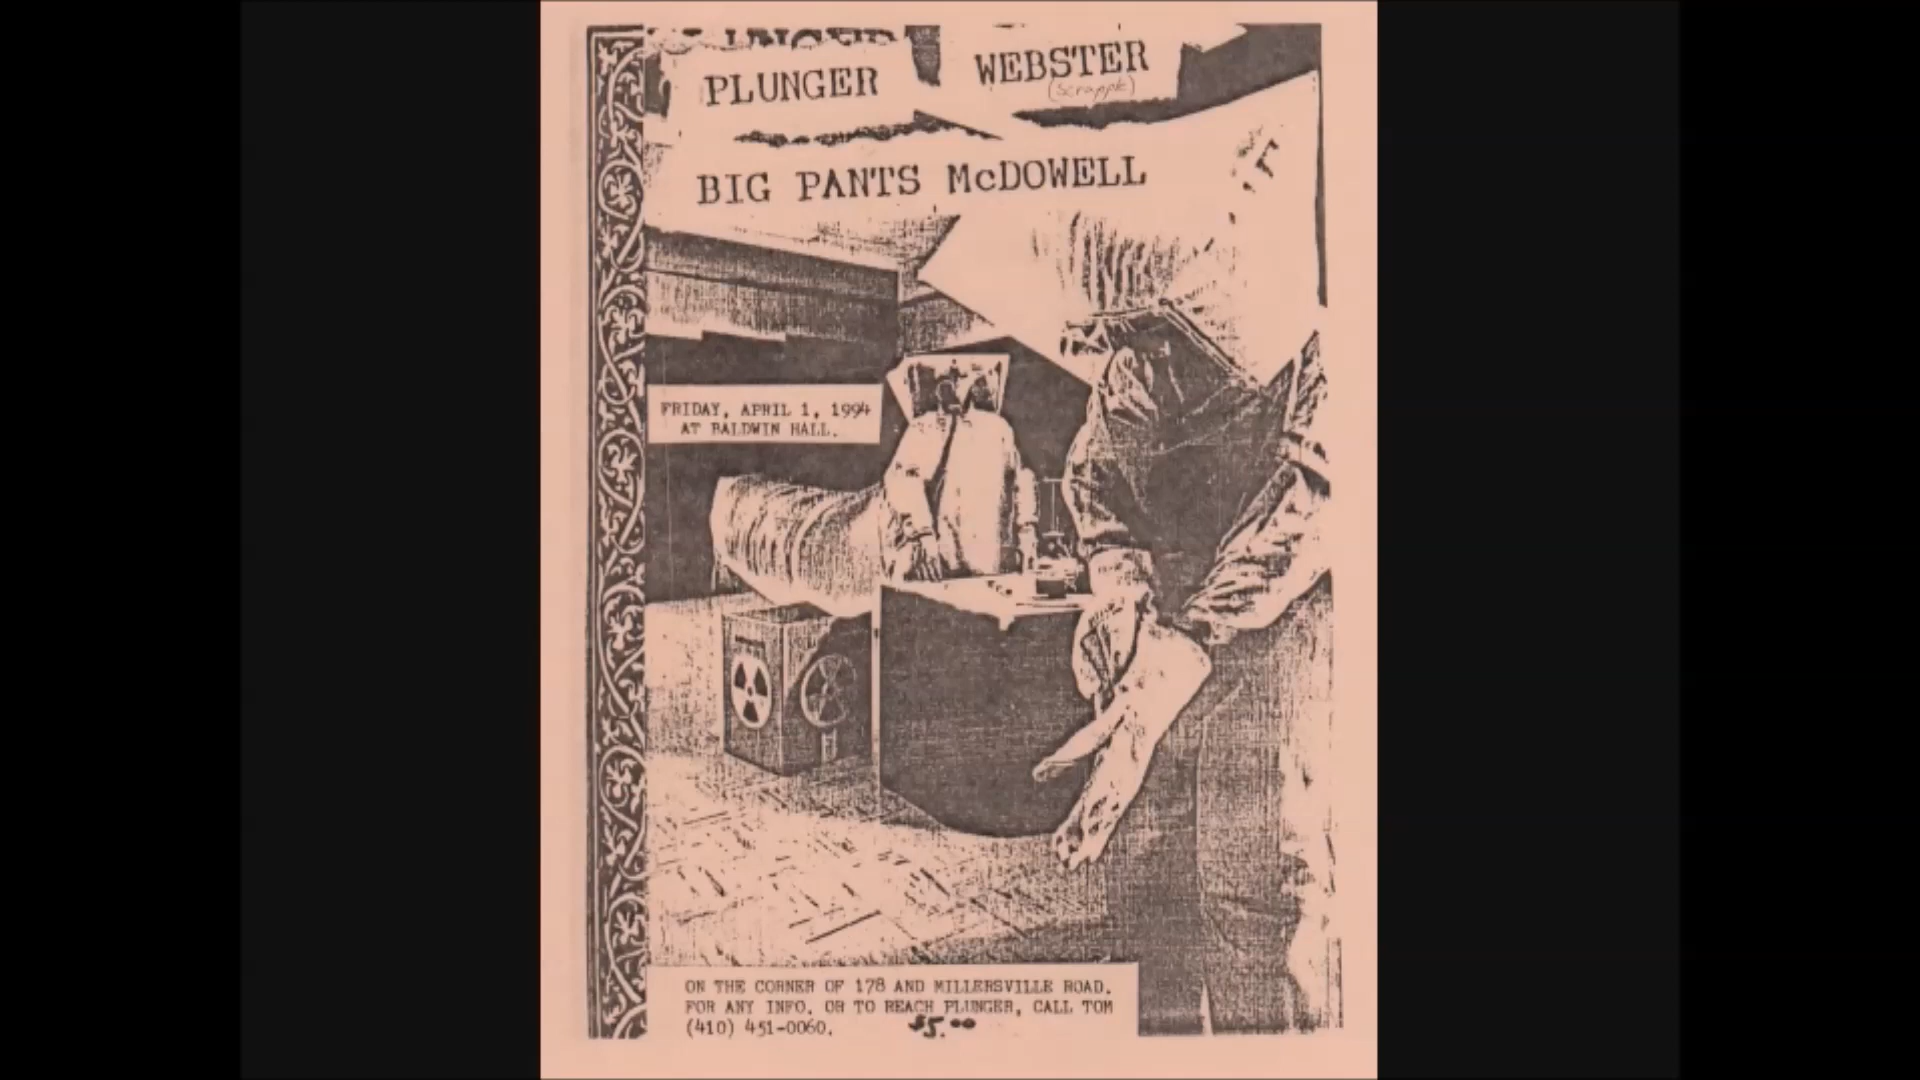 PLUNGER
WEBSTER
(scrapple)
BIG PANTS McDOWELL
FRIDAY, APRIL 1, 1994
AT BALDWIN HALL.
ON THE CORNER OF 178 AND MILLERSVILLE ROAD.
FOR ANY INFO. OR TO REACH PLUNGER, CALL TOM
(410) 451-0060.
$5.00